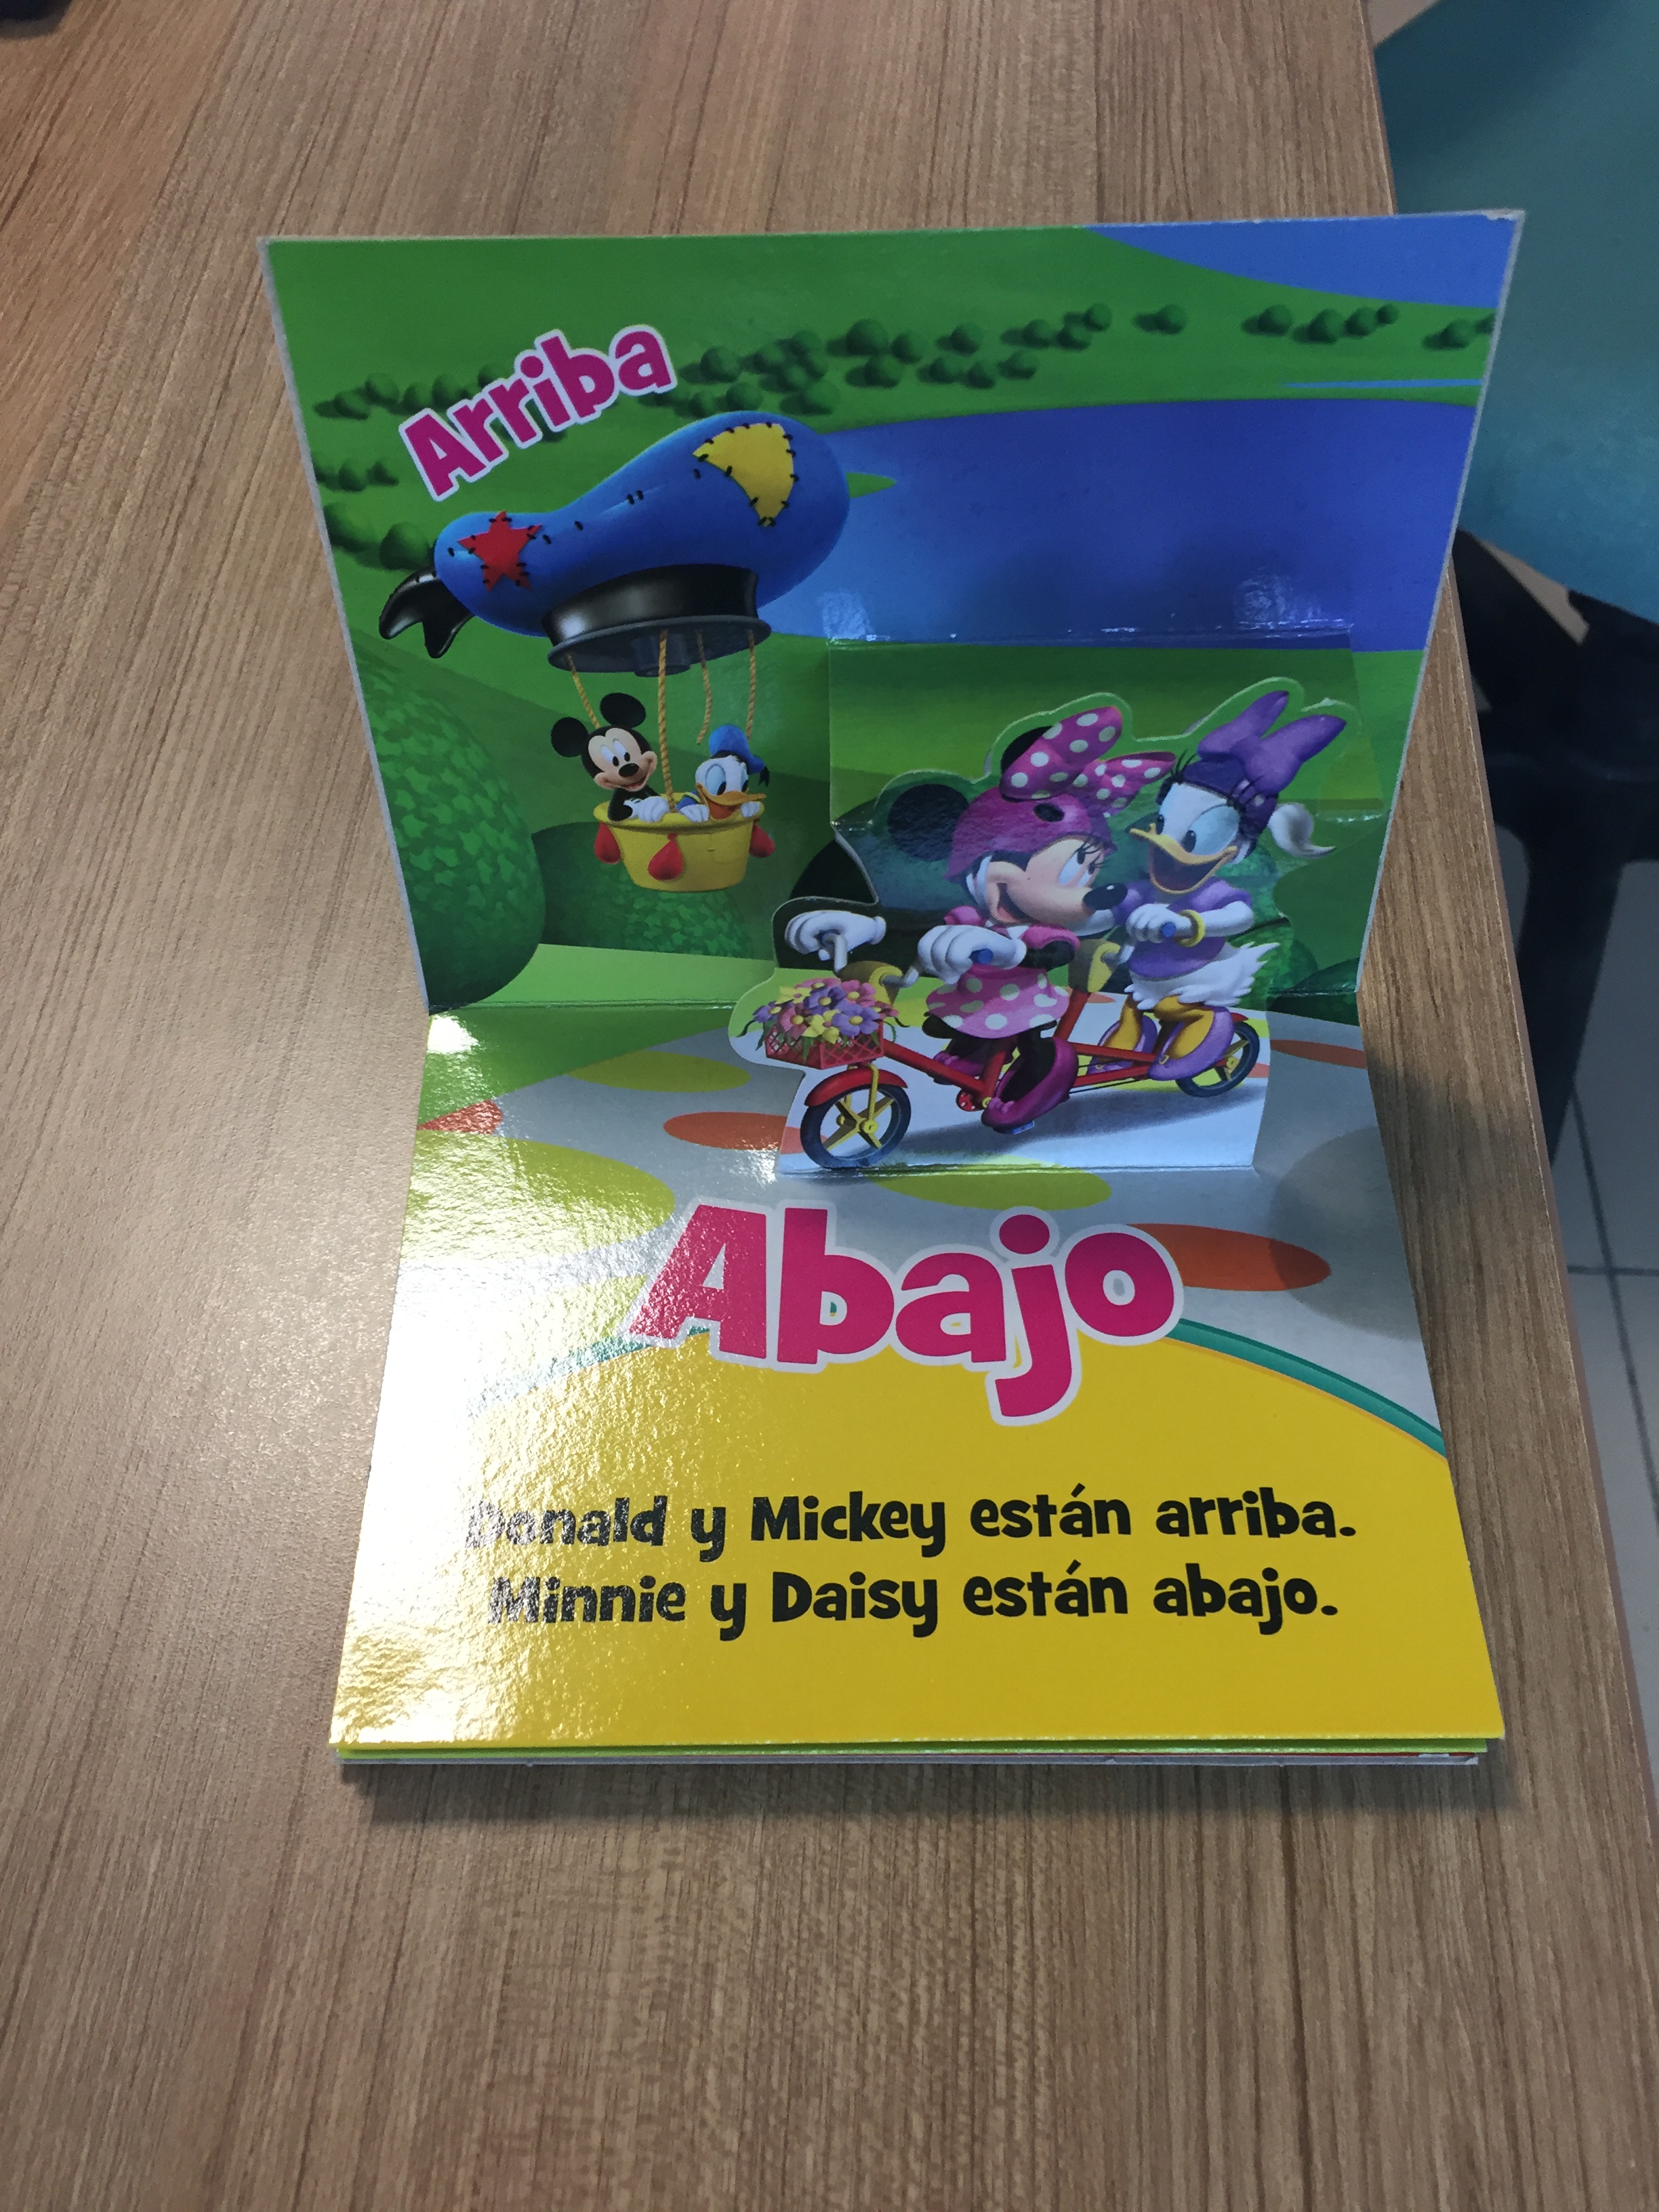 Arriba
Abajo
Donald y Mickey están arriba.
Minnie y Daisy están abajo.